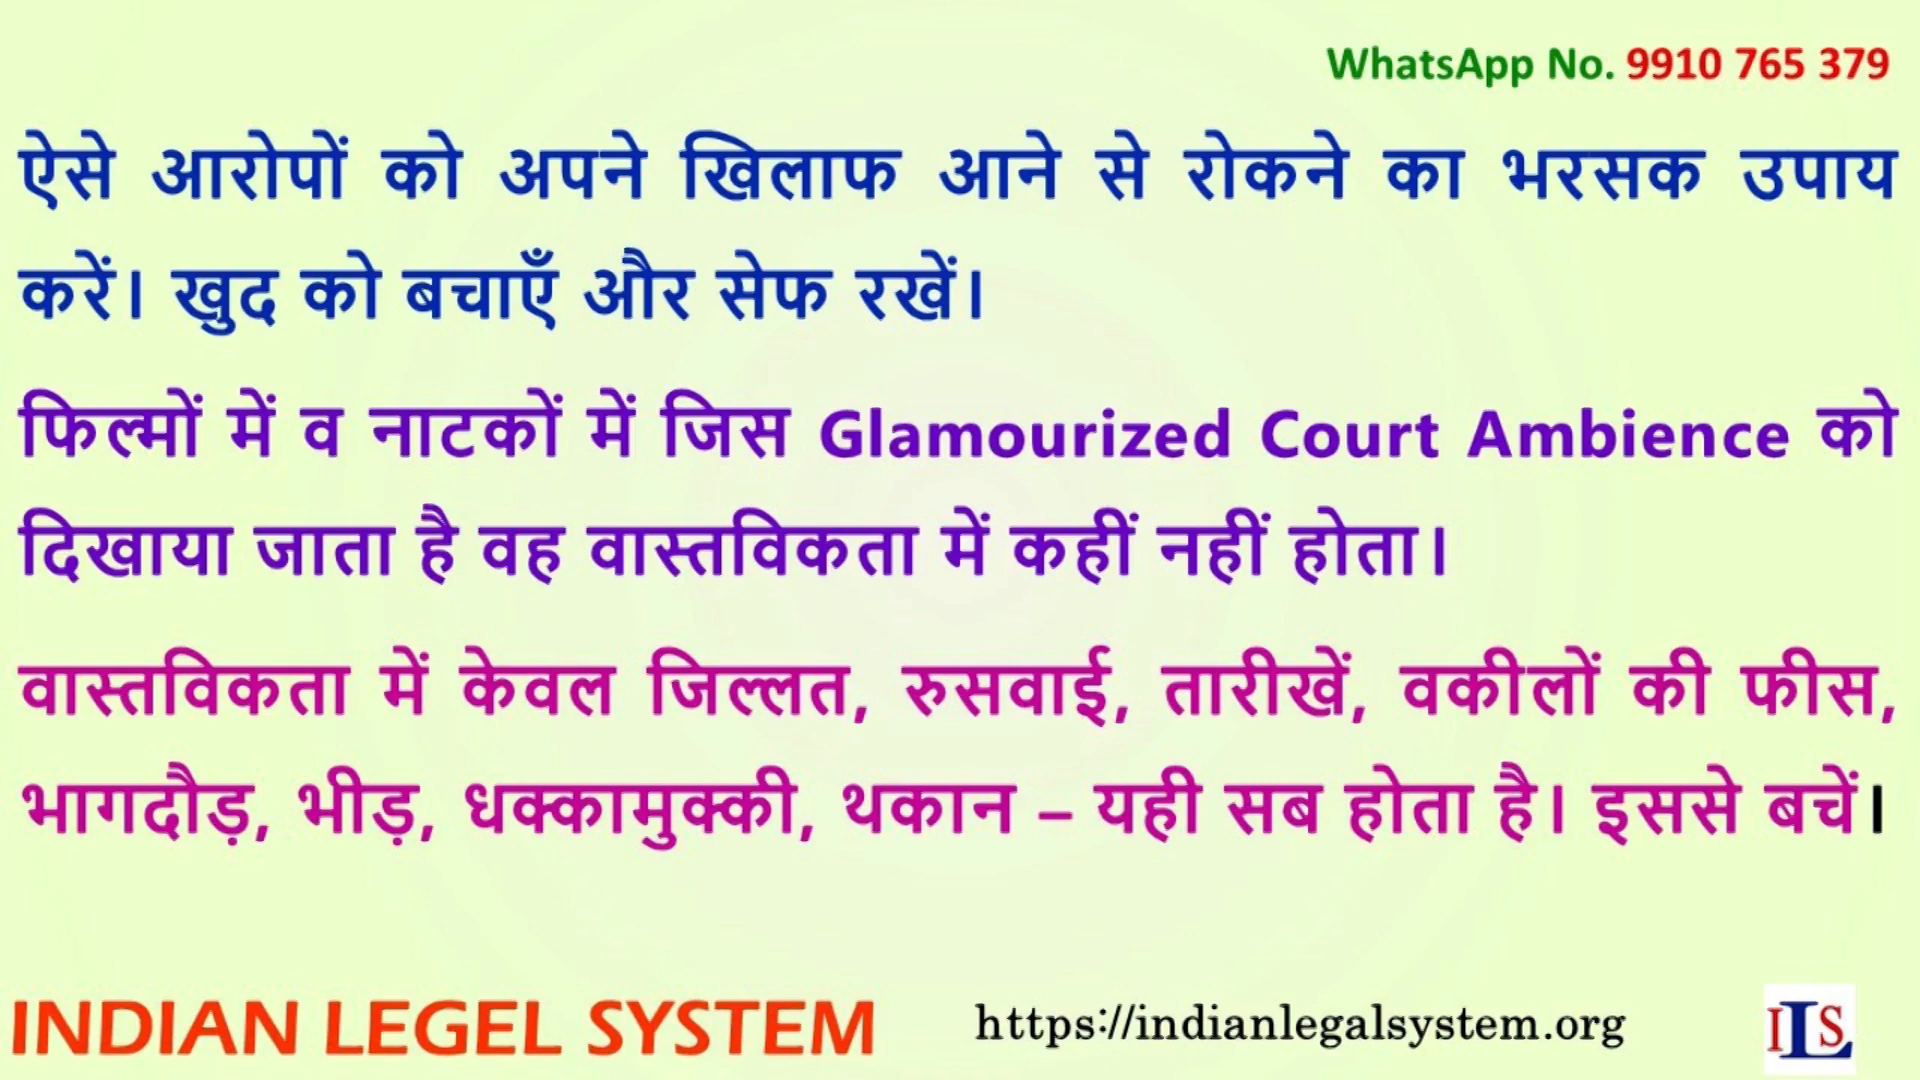 WhatsApp No. 9910 765 379
ऐसे आरोपों को अपने खिलाफ आने से रोकने का भरसक उपाय
करें। खुद को बचाएँ और सेफ रखें।
फिल्मों में व नाटकों में जिस Glamourized Court Ambience को
दिखाया जाता है वह वास्तविकता में कहीं नहीं होता।
वास्तविकता में केवल जिल्लत, रुसवाई, तारीखें, वकीलों की फीस,
भागदौड़, भीड़, धक्कामुक्की, थकान – यही सब होता है। इससे बचें।
INDIAN LEGEL SYSTEM
https://indianlegalsystem.org
ILS